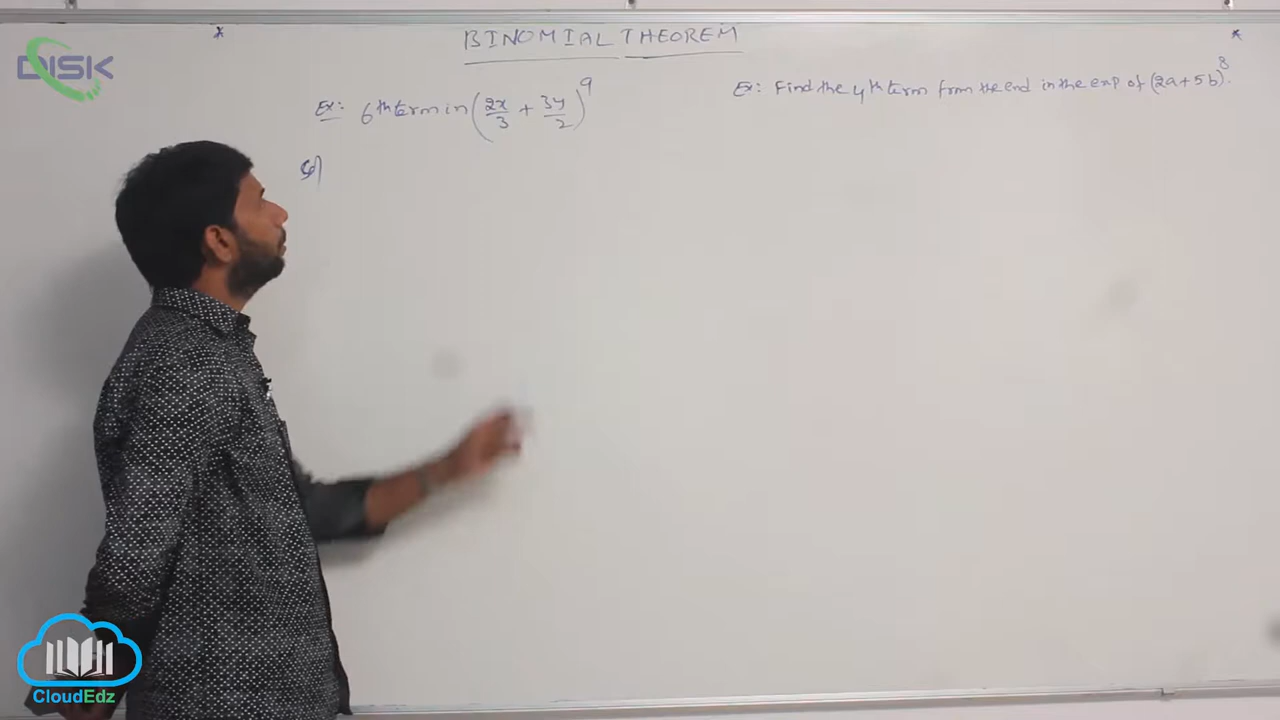 DISK
BINOMIAL THEOREM
Ex: 6th term in (2x/3 + 3y/2)^9
Sol)
Ex: Find the 4th term from the end in the exp of (2a+5b)^8.
CloudEdz